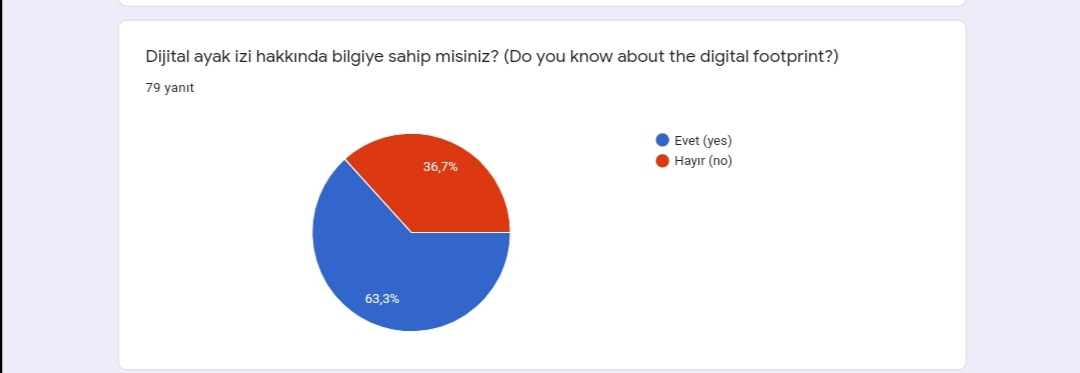 Dijital ayak izi hakkında bilgiye sahip misiniz? (Do you know about the digital footprint?)
79 yanıt
Evet (yes)
Hayır (no)
36,7%
63,3%